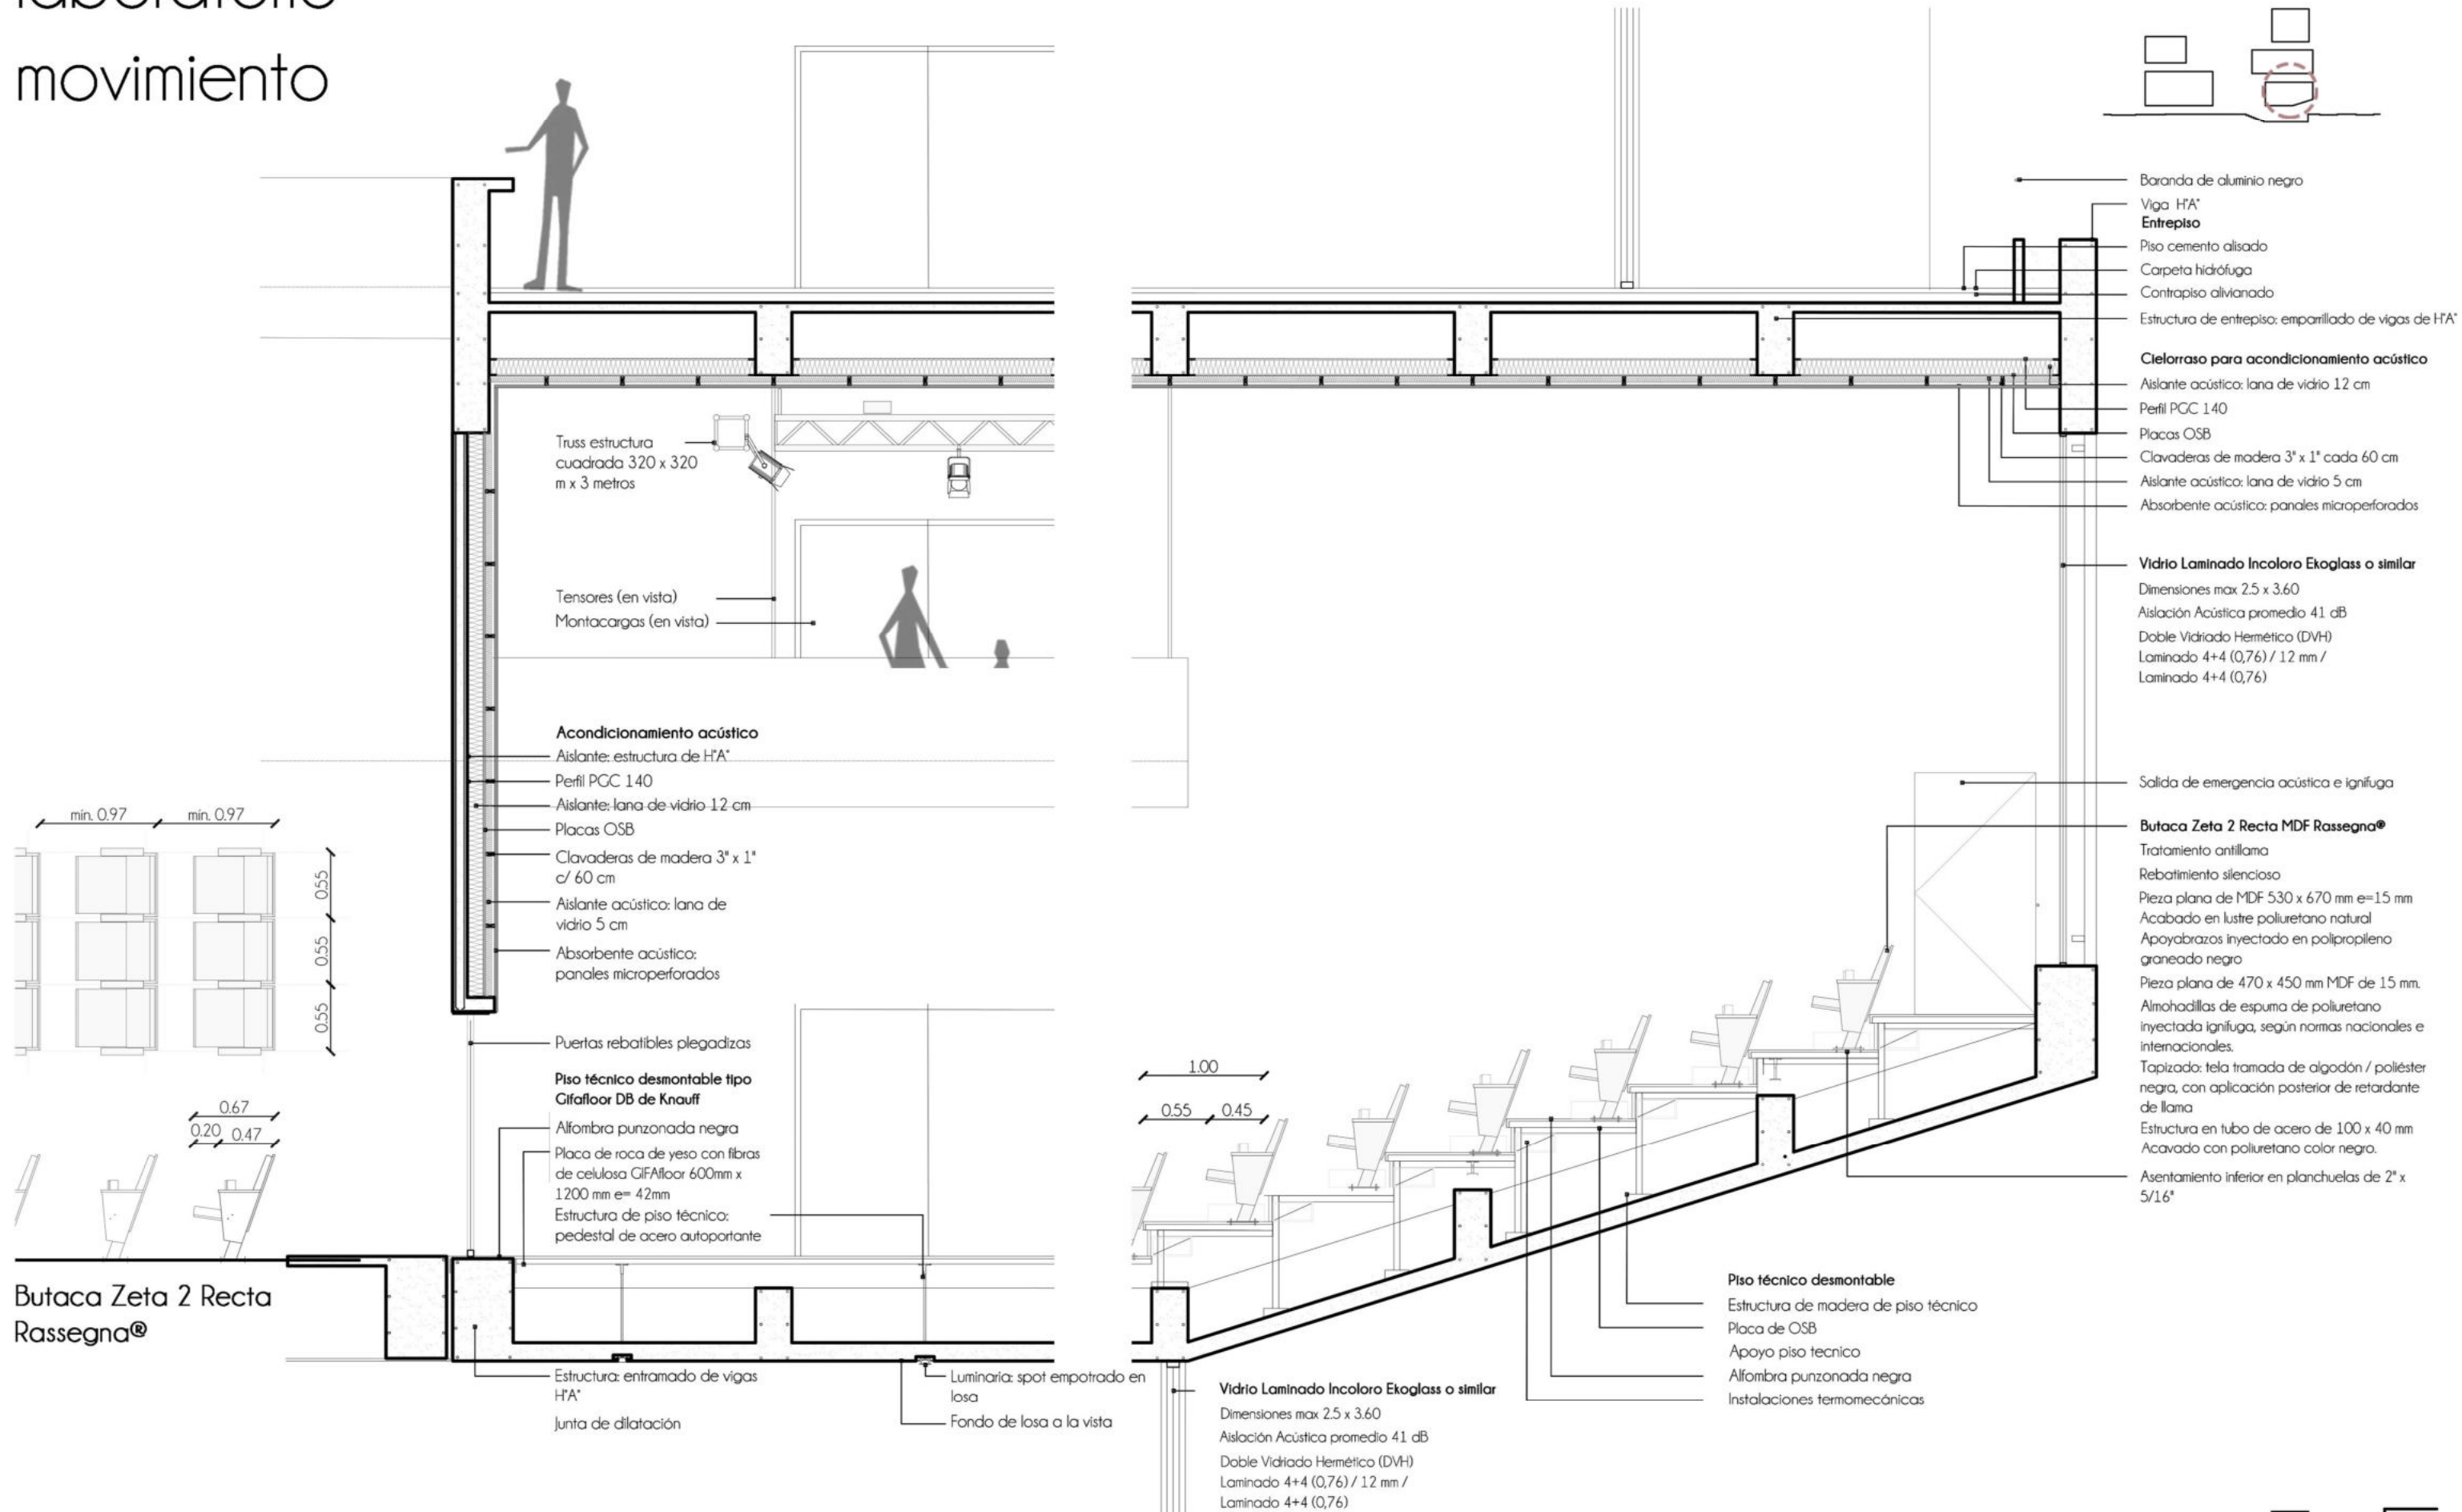 laboratorio
movimiento
Baranda de aluminio negro
Viga H°A°
Entrepiso
Piso cemento alisado
Carpeta hidrófuga
Contrapiso alivianado
Estructura de entrepiso: emparrillado de vigas de H°A°
Cielorraso para acondicionamiento acústico
Aislante acústico: lana de vidrio 12 cm
Perfil PGC 140
Placas OSB
Clavaderas de madera 3" x 1" cada 60 cm
Aislante acústico: lana de vidrio 5 cm
Absorbente acústico: panales microperforados
Vidrio Laminado Incoloro Ekoglass o similar
Dimensiones max 2.5 x 3.60
Aislación Acústica promedio 41 dB
Doble Vidriado Hermético (DVH)
Laminado 4+4 (0,76) / 12 mm /
Laminado 4+4 (0,76)
Salida de emergencia acústica e ignífuga
Butaca Zeta 2 Recta MDF Rassegna®
Tratamiento antillama
Rebatimiento silencioso
Pieza plana de MDF 530 x 670 mm e=15 mm
Acabado en lustre poliuretano natural
Apoyabrazos inyectado en polipropileno
graneado negro
Pieza plana de 470 x 450 mm MDF de 15 mm.
Almohadillas de espuma de poliuretano
inyectada ignífuga, según normas nacionales e
internacionales.
Tapizado: tela tramada de algodón / poliéster
negra, con aplicación posterior de retardante
de llama
Estructura en tubo de acero de 100 x 40 mm
Acavado con poliuretano color negro.
Asentamiento inferior en planchuelas de 2" x
5/16"
Truss estructura
cuadrada 320 x 320
m x 3 metros
Tensores (en vista)
Montacargas (en vista)
Acondicionamiento acústico
Aislante: estructura de H°A°
Perfil PGC 140
Aislante: lana de vidrio 12 cm
Placas OSB
Clavaderas de madera 3" x 1"
c/ 60 cm
Aislante acústico: lana de
vidrio 5 cm
Absorbente acústico:
panales microperforados
Puertas rebatibles plegadizas
Piso técnico desmontable tipo
Gifafloor DB de Knauff
Alfombra punzonada negra
Placa de roca de yeso con fibras
de celulosa GIFAfloor 600mm x
1200 mm e= 42mm
Estructura de piso técnico:
pedestal de acero autoportante
min. 0.97 min. 0.97
0.55
0.55
0.55
0.67
0.20 0.47
Butaca Zeta 2 Recta
Rassegna®
1.00
0.55 0.45
Estructura: entramado de vigas
H°A°
Junta de dilatación
Luminaria: spot empotrado en
losa
Fondo de losa a la vista
Vidrio Laminado Incoloro Ekoglass o similar
Dimensiones max 2.5 x 3.60
Aislación Acústica promedio 41 dB
Doble Vidriado Hermético (DVH)
Laminado 4+4 (0,76) / 12 mm /
Laminado 4+4 (0,76)
Piso técnico desmontable
Estructura de madera de piso técnico
Placa de OSB
Apoyo piso tecnico
Alfombra punzonada negra
Instalaciones termomecánicas